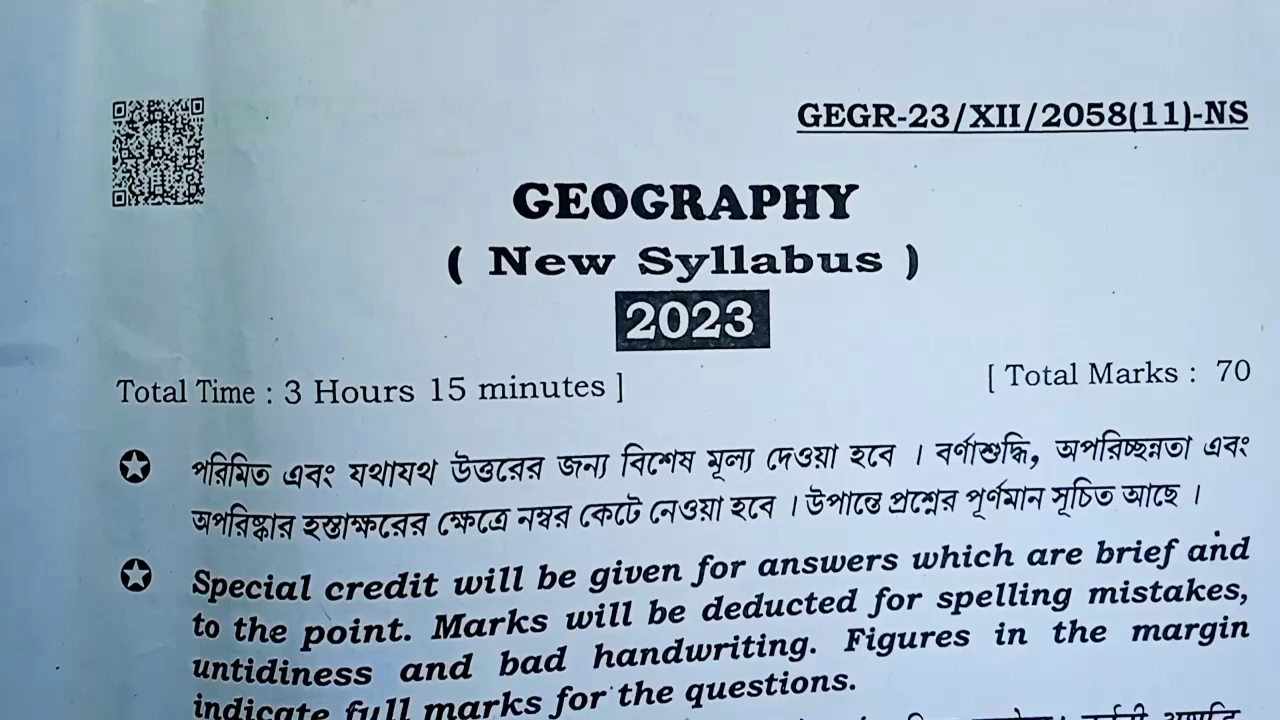 GEGR-23/XII/2058(11)-NS
GEOGRAPHY
( New Syllabus )
2023
Total Time : 3 Hours 15 minutes ]
[ Total Marks : 70
পরিমিত এবং যথাযথ উত্তরের জন্য বিশেষ মূল্য দেওয়া হবে । বর্ণাশুদ্ধি, অপরিচ্ছন্নতা এবং
অপরিষ্কার হস্তাক্ষরের ক্ষেত্রে নম্বর কেটে নেওয়া হবে । উপান্তে প্রশ্নের পূর্ণমান সূচিত আছে ।
Special credit will be given for answers which are brief and
to the point. Marks will be deducted for spelling mistakes,
untidiness and bad handwriting. Figures in the margin
indicate full marks for the questions.